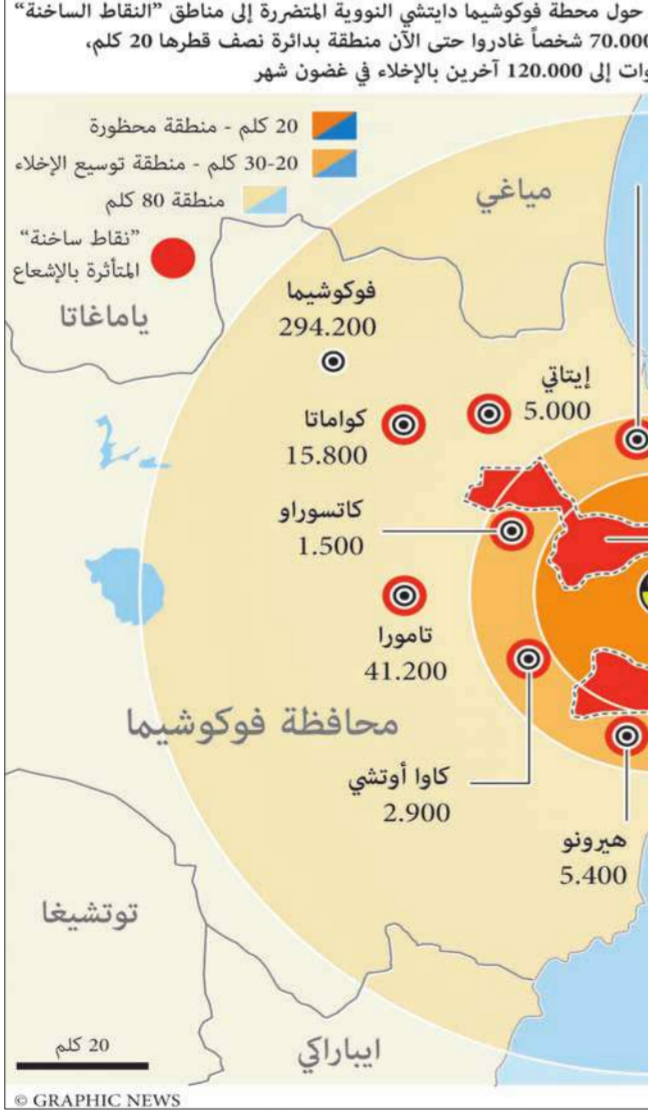 حول محطة فوكوشيما دايتشي النووية المتضررة إلى مناطق "النقاط الساخنة"
70.000 شخصاً غادروا حتى الآن منطقة بدائرة نصف قطرها 20 كلم،
إلى 120.000 آخرين بالإخلاء في غضون شهر
20 كلم - منطقة محظورة
20-30 كلم - منطقة توسيع الإخلاء
منطقة 80 كلم
"نقاط ساخنة"
المتأثرة بالإشعاع
مياغي
ياماغاتا
فوكوشيما
294.200
إيتاتي
5.000
كواماتا
15.800
كاتسوراو
1.500
تامورا
41.200
محافظة فوكوشيما
كاوا أوتشي
2.900
هيرونو
5.400
توتشيغا
ايباراكي
20 كلم
© GRAPHIC NEWS